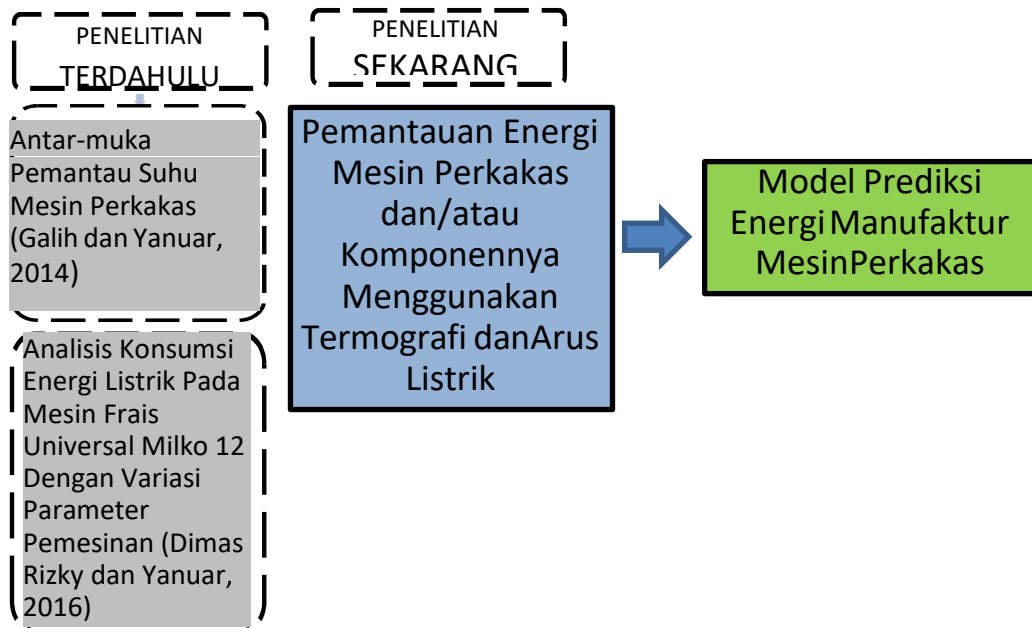 PENELITIAN
TERDAHULU
Antar-muka
Pemantau Suhu
Mesin Perkakas
(Galih dan Yanuar,
2014)
Analisis Konsumsi
Energi Listrik Pada
Mesin Frais
Universal Milko 12
Dengan Variasi
Parameter
Pemesinan (Dimas
Rizky dan Yanuar,
2016)
PENELITIAN
SEKARANG
Pemantauan Energi
Mesin Perkakas
dan/atau
Komponennya
Menggunakan
Termografi danArus
Listrik
Model Prediksi
Energi Manufaktur
MesinPerkakas